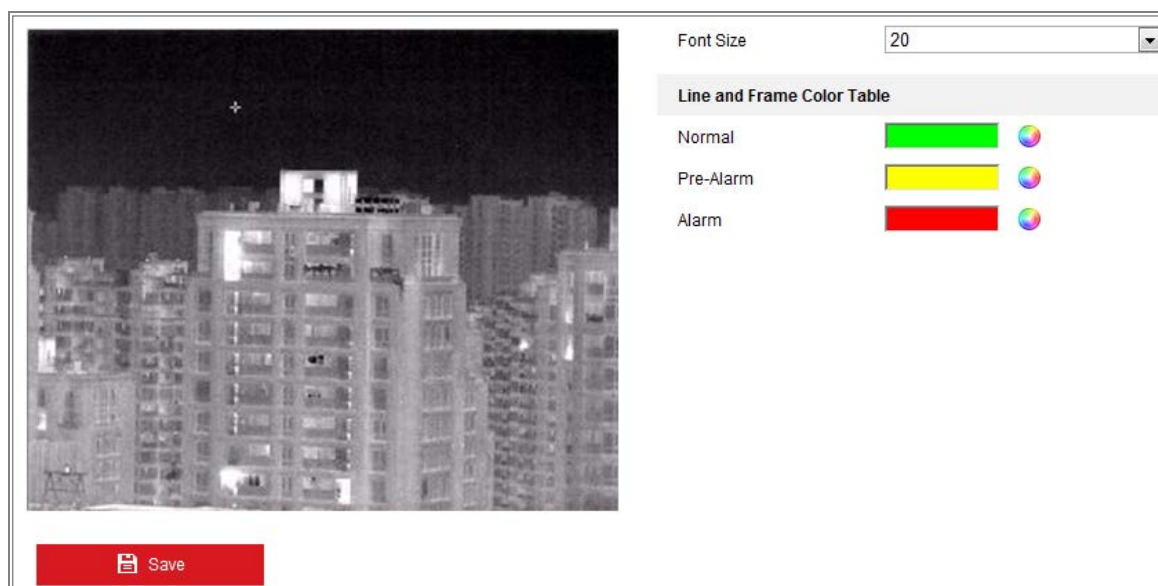 Font Size 20
Line and Frame Color Table
Normal
Pre-Alarm
Alarm
Save